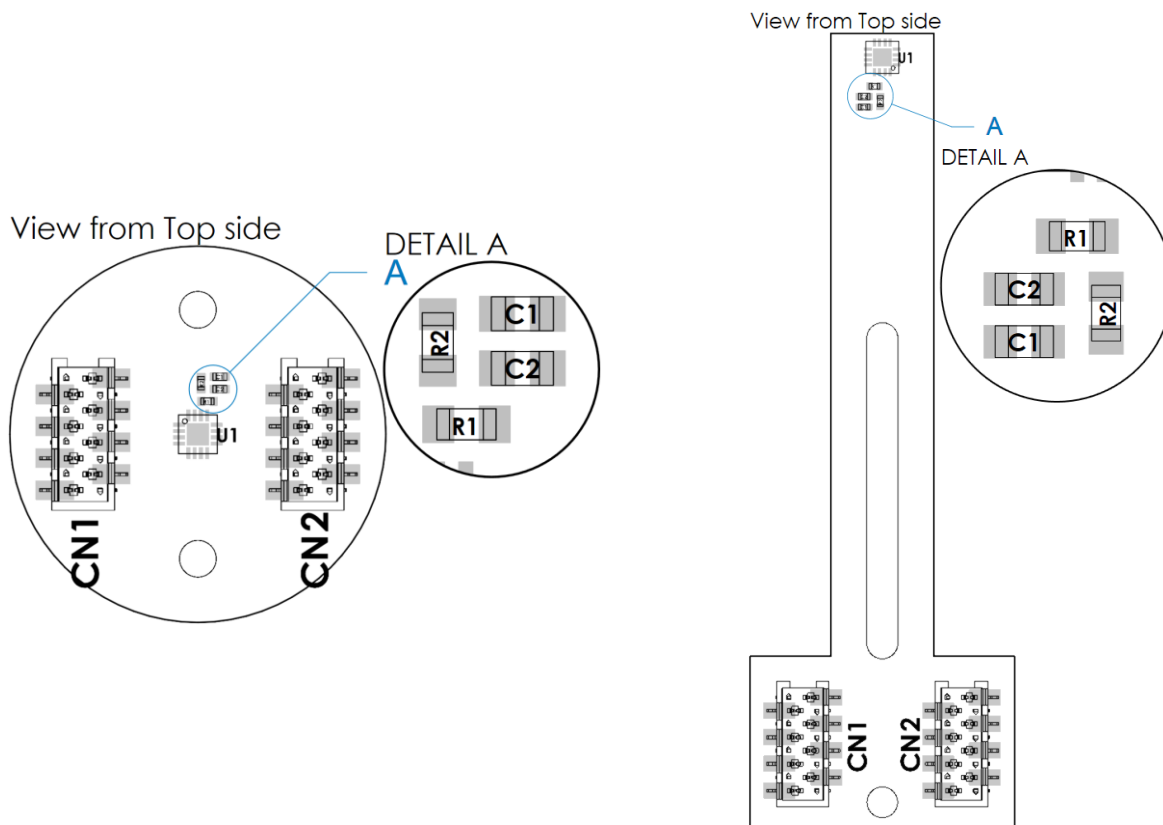 View from Top side
A
DETAIL A
U1
CN1
CN2
R2
C1
C2
R1
View from Top side
U1
A
DETAIL A
R1
C2
R2
C1
CN1
CN2